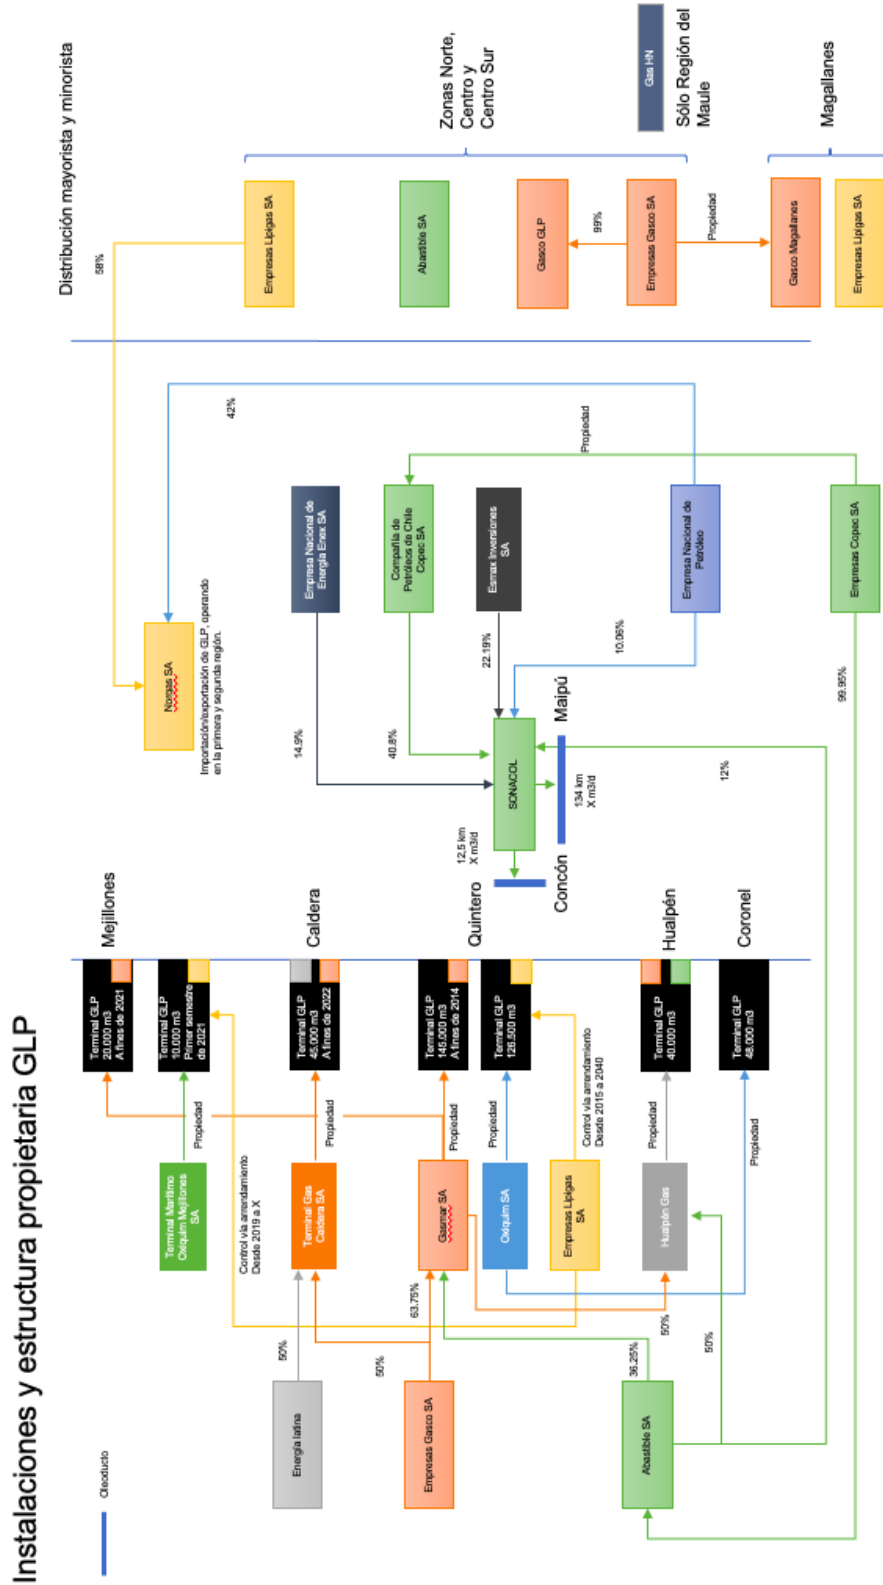 Instalaciones y estructura propietaria GLP
Oleoducto
Distribución mayorista y minorista
Energía latina
Empresas Gasco SA
Abastible SA
50%
50%
63.75%
36.25%
50%
50%
12%
99.95%
Terminal Marítimo
Oxiquim Mejillones
SA
Control vía arrendamiento
Desde 2019 a X
Terminal Gas
Caldera SA
Gasmar SA
Oxiquim SA
Empresas Lipigas
SA
Hualpén Gas
Propiedad
Propiedad
Propiedad
Propiedad
Propiedad
Propiedad
Control vía arrendamiento
Desde 2015 a 2040
Terminal GLP
20.000 m3
A fines de 2021
Terminal GLP
10.000 m3
Primer semestre
de 2021
Terminal GLP
45.000 m3
A fines de 2022
Terminal GLP
145.000 m3
A fines de 2014
Terminal GLP
126.500 m3
Terminal GLP
40.000 m3
Terminal GLP
48.000 m3
Mejillones
Caldera
Quintero
Hualpén
Coronel
Concón
Maipú
12,5 km
X m3/d
134 km
X m3/d
SONACOL
14.9%
40.8%
22.19%
10.06%
Norgas SA
Importación/exportación de GLP, operando
en la primera y segunda región.
Empresa Nacional de
Energía Enex SA
Compañía de
Petróleos de Chile
Copec SA
Esmax Inversiones
SA
Empresa Nacional de
Petróleo
Empresas Copec SA
42%
Propiedad
58%
Empresas Lipigas SA
Abastible SA
Gasco GLP
99%
Empresas Gasco SA
Propiedad
Gasco Magallanes
Empresas Lipigas SA
Zonas Norte,
Centro y
Centro Sur
Gas HN
Sólo Región del
Maule
Magallanes